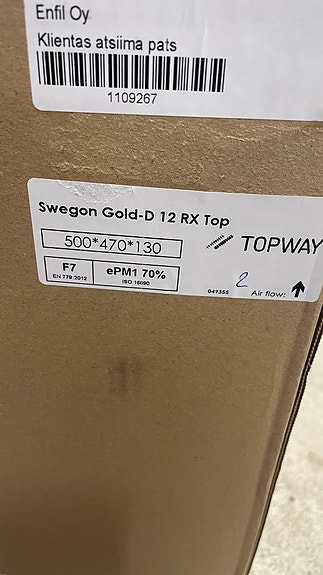 Enfil Oy
Klientas atsiima pats
1109267
Swegon Gold-D 12 RX Top
500*470*130
TOPWAY
F7
EN 779:2012
ePM1 70%
ISO 16890
049355
2
Air flow: